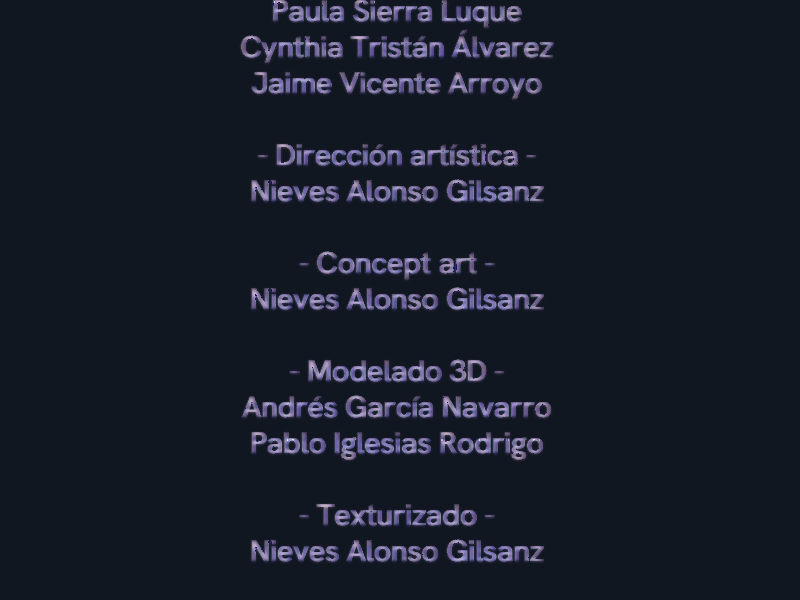 Paula Sierra Luque
Cynthia Tristán Álvarez
Jaime Vicente Arroyo
- Dirección artística -
Nieves Alonso Gilsanz
- Concept art -
Nieves Alonso Gilsanz
- Modelado 3D -
Andrés García Navarro
Pablo Iglesias Rodrigo
- Texturizado -
Nieves Alonso Gilsanz